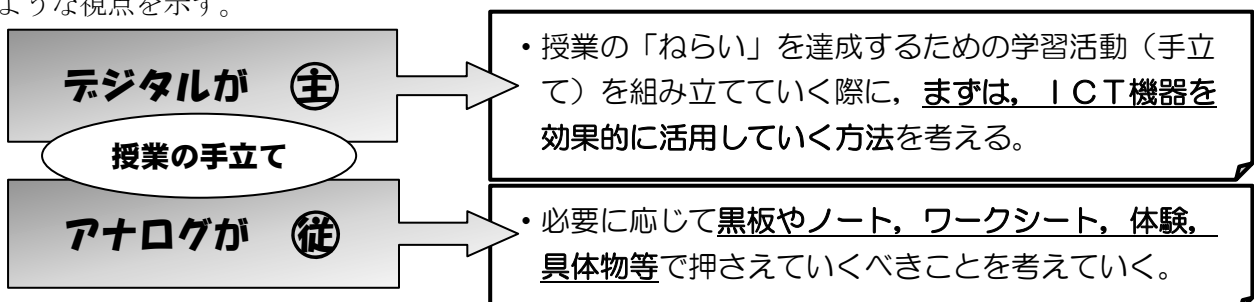 ような視点を示す。
デジタルが ㊤主
・授業の「ねらい」を達成するための学習活動（手立
て）を組み立てていく際に，まずは，ＩＣＴ機器を
効果的に活用していく方法を考える。
授業の手立て
アナログが 従
・必要に応じて黒板やノート，ワークシート，体験，
具体物等で押さえていくべきことを考えていく。